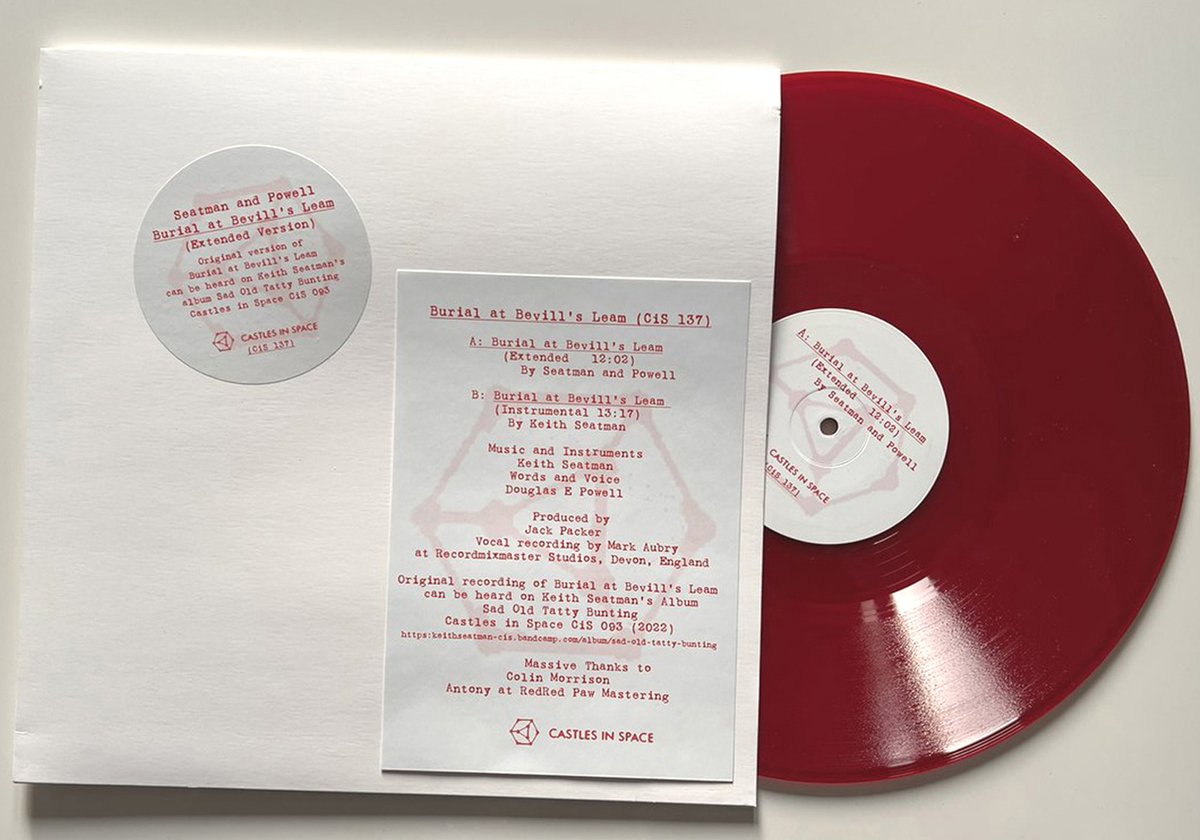 Seatman and Powell
Burial at Bevill's Leam
(Extended Version)
Original version of
Burial at Bevill's Leam
can be heard on Keith Seatman's
album Sad Old Tatty Bunting
Castles in Space CiS 093
CASTLES IN SPACE
(CiS 137)
Burial at Bevill's Leam (CiS 137)
A: Burial at Bevill's Leam
(Extended 12:02)
By Seatman and Powell
B: Burial at Bevill's Leam
(Instrumental 13:17)
By Keith Seatman
Music and Instruments
Keith Seatman
Words and Voice
Douglas E Powell
Produced by
Jack Packer
Vocal recording by Mark Aubry
at Recordmixmaster Studios, Devon, England
Original recording of Burial at Bevill's Leam
can be heard on Keith Seatman's Album
Sad Old Tatty Bunting
Castles in Space CiS 093 (2022)
https:keithseatman-cis.bandcamp.com/album/sad-old-tatty-bunting
Massive Thanks to
Colin Morrison
Antony at RedRed Paw Mastering
CASTLES IN SPACE
A: Burial at Bevill's Leam
(Extended 12:02)
By Seatman and Powell
CASTLES IN SPACE
(CiS 137)